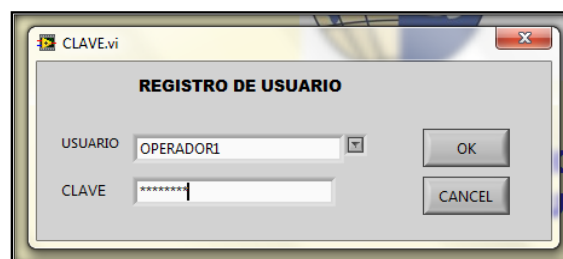 CLAVE.vi
REGISTRO DE USUARIO
USUARIO OPERADOR1 OK
CLAVE ******** CANCEL